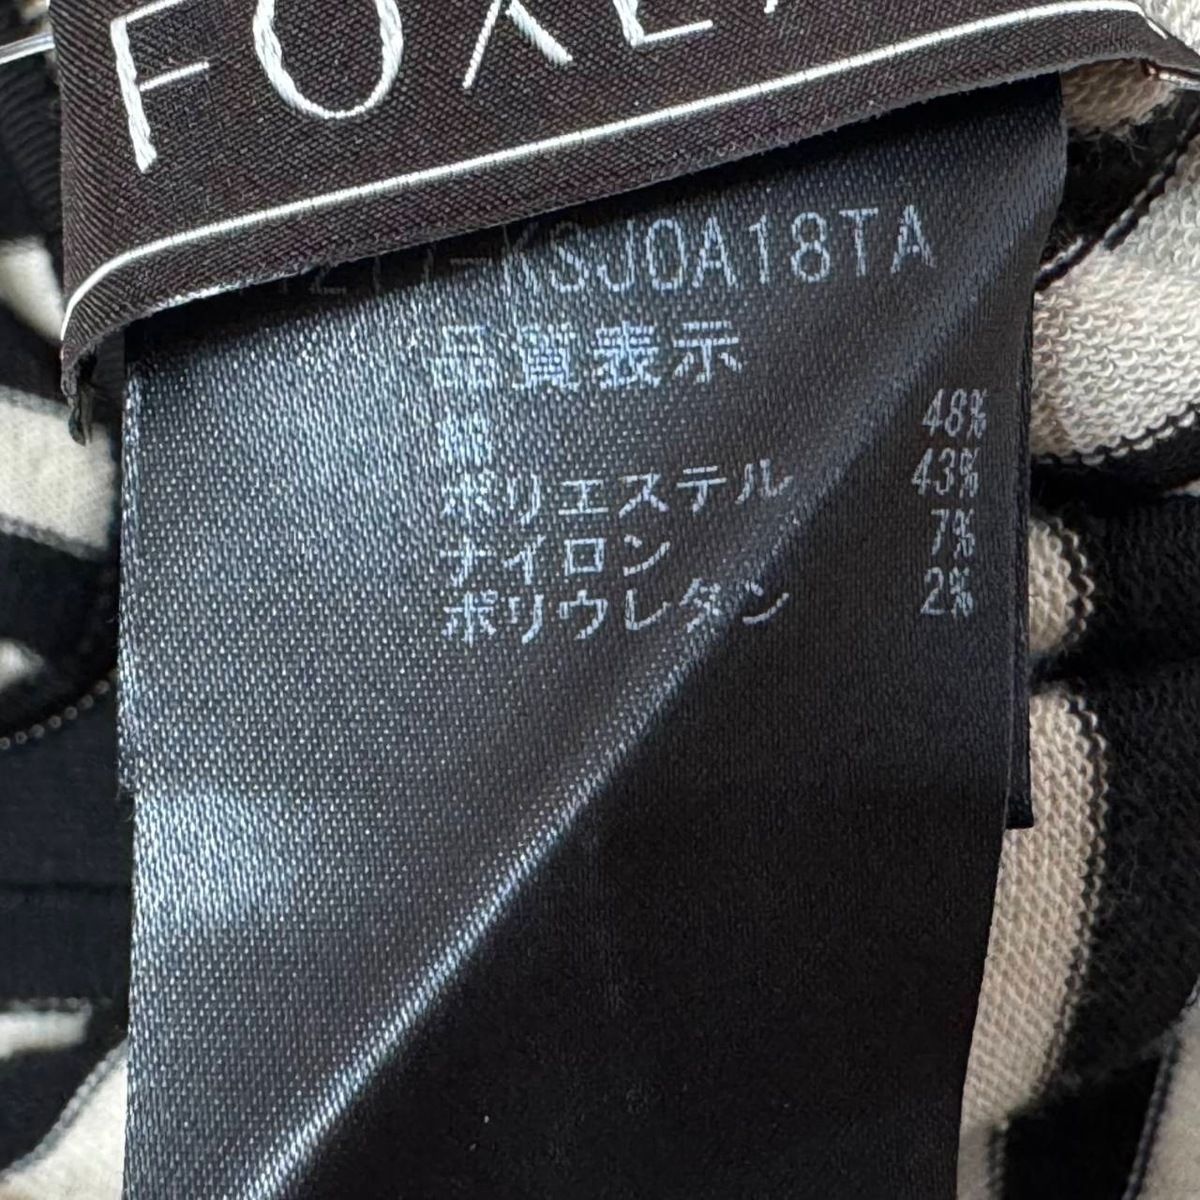 FOXEY
KSJ0A18TA
品質表示
綿 48%
ポリエステル 43%
ナイロン 7%
ポリウレタン 2%